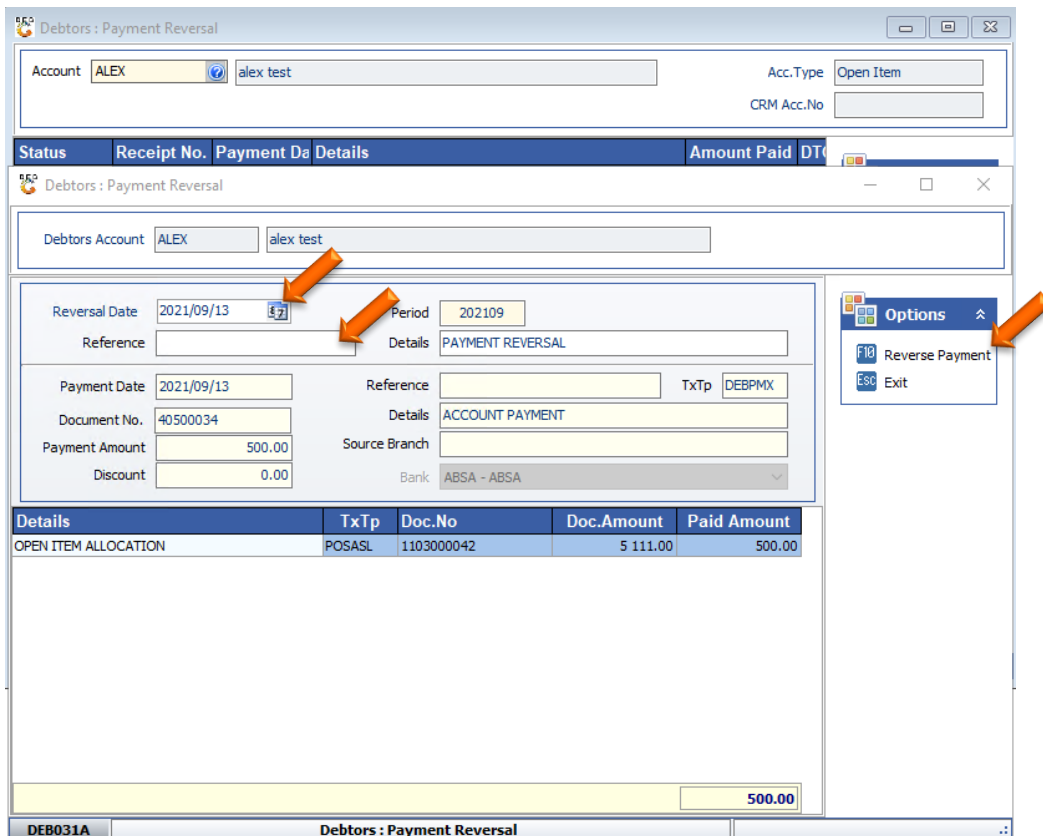 Debtors : Payment Reversal
Account ALEX alex test Acc.Type Open Item
CRM Acc.No
Status Receipt No. Payment Da Details Amount Paid
Debtors : Payment Reversal
Debtors Account ALEX alex test
Reversal Date 2021/09/13 Period 202109
Reference Details PAYMENT REVERSAL
Payment Date 2021/09/13 Reference TxTp DEBPMX
Document No. 40500034 Details ACCOUNT PAYMENT
Payment Amount 500.00 Source Branch
Discount 0.00 Bank ABSA - ABSA
Options
F10 Reverse Payment
Esc Exit
Details TxTp Doc.No Doc.Amount Paid Amount
OPEN ITEM ALLOCATION POSASL 1103000042 5 111.00 500.00
500.00
DEB031A Debtors : Payment Reversal